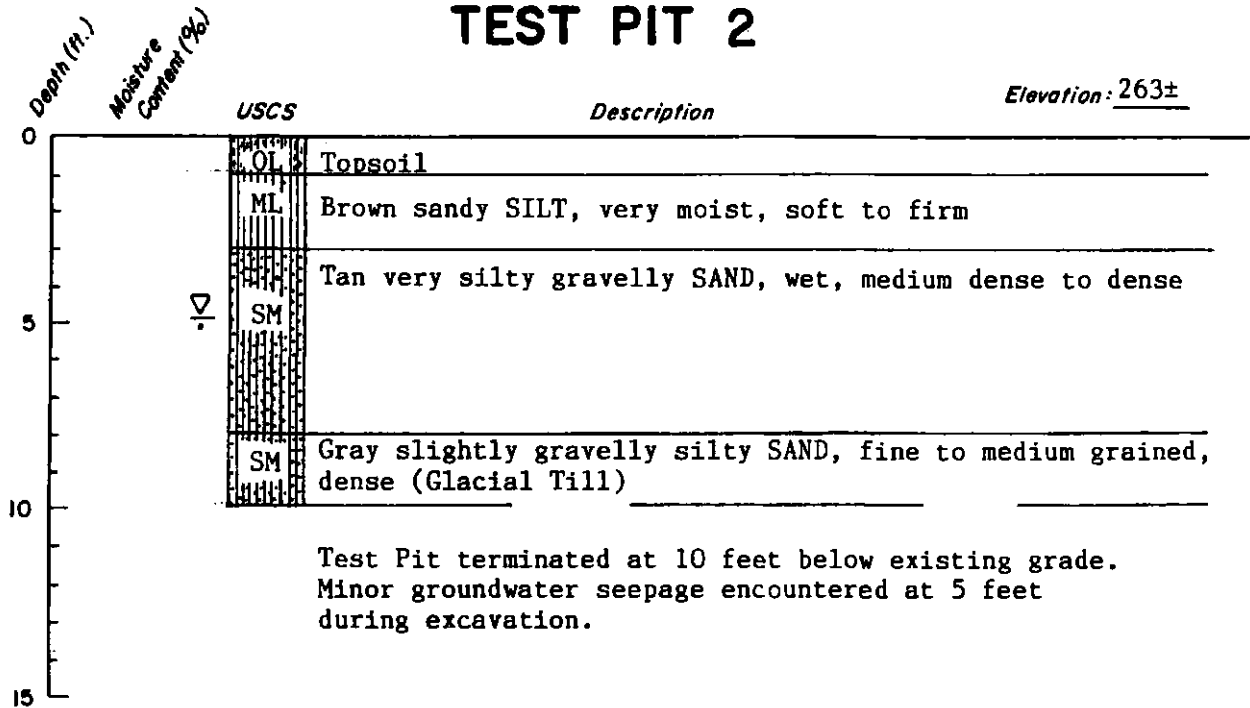 TEST PIT 2
Depth (ft.)
Moisture
Content (%)
USCS
Description
Elevation: 263±
0
OL Topsoil
ML Brown sandy SILT, very moist, soft to firm
Tan very silty gravelly SAND, wet, medium dense to dense
5 SM
SM Gray slightly gravelly silty SAND, fine to medium grained,
dense (Glacial Till)
10
Test Pit terminated at 10 feet below existing grade.
Minor groundwater seepage encountered at 5 feet
during excavation.
15